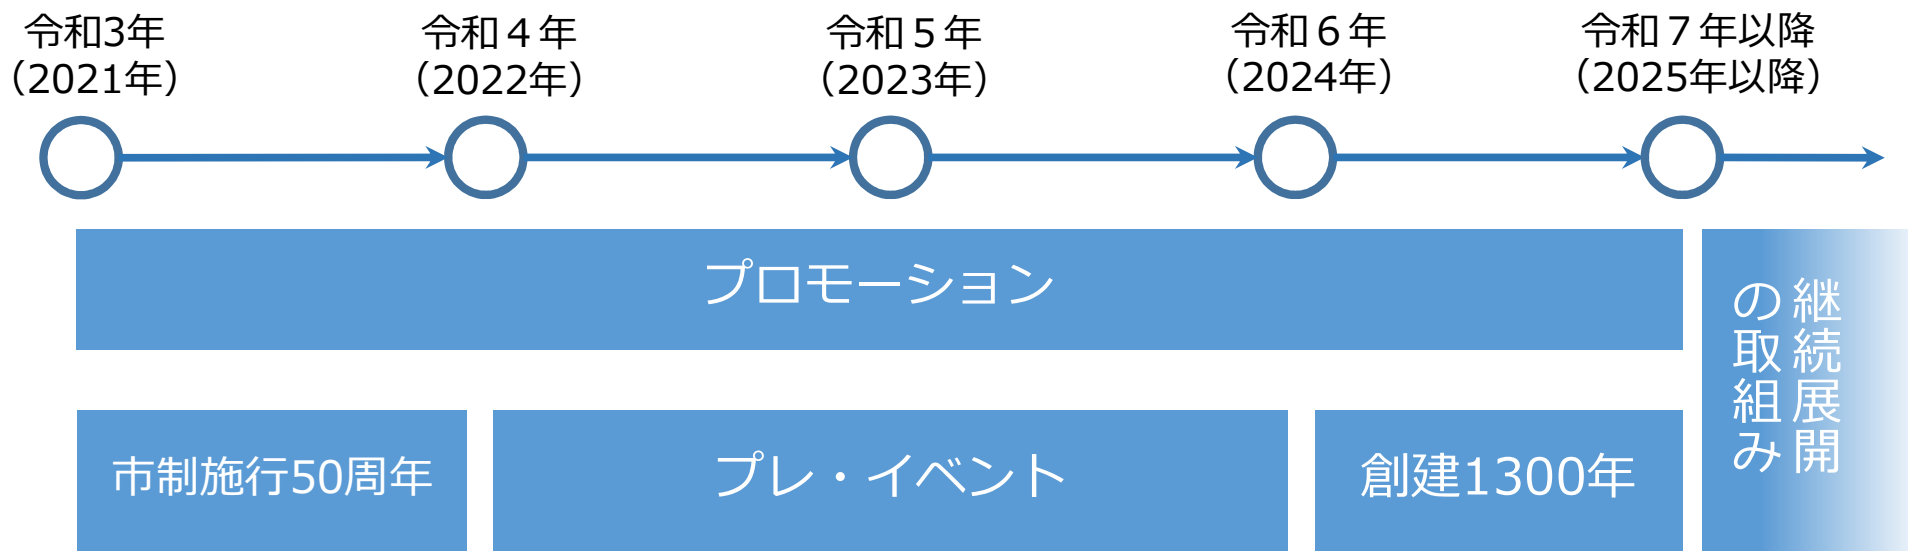 令和3年
（2021年）
令和４年
（2022年）
令和５年
（2023年）
令和６年
（2024年）
令和７年以降
（2025年以降）
プロモーション
市制施行50周年
プレ・イベント
創建1300年
継続展開
の取組み